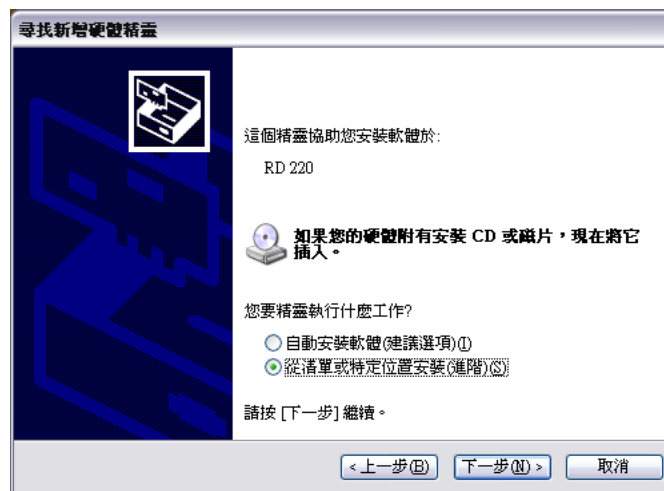 尋找新增硬體精靈
這個精靈協助您安裝軟體於:
RD 220
如果您的硬體附有安裝 CD 或磁片，現在將它
插入。
您要精靈執行什麼工作?
自動安裝軟體(建議選項)(I)
從清單或特定位置安裝(進階)(S)
請按 [下一步] 繼續。
< 上一步(B) 下一步(N) > 取消